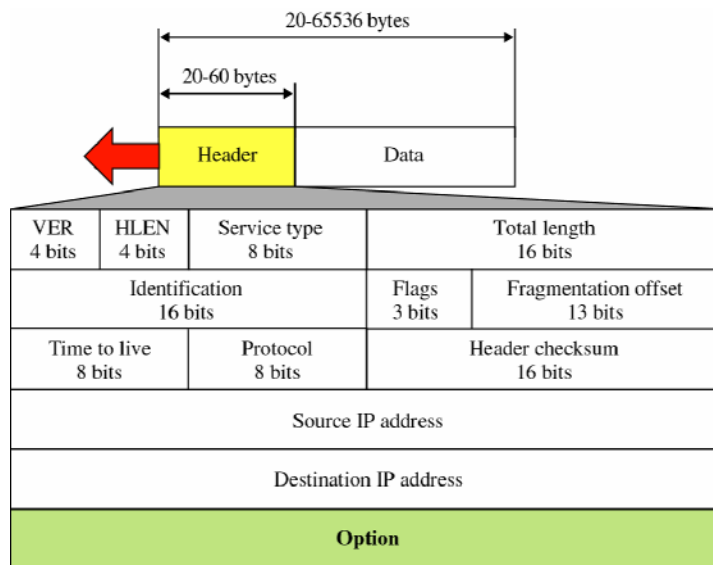 20-65536 bytes
20-60 bytes
Header
Data
VER
4 bits
HLEN
4 bits
Service type
8 bits
Total length
16 bits
Identification
16 bits
Flags
3 bits
Fragmentation offset
13 bits
Time to live
8 bits
Protocol
8 bits
Header checksum
16 bits
Source IP address
Destination IP address
Option